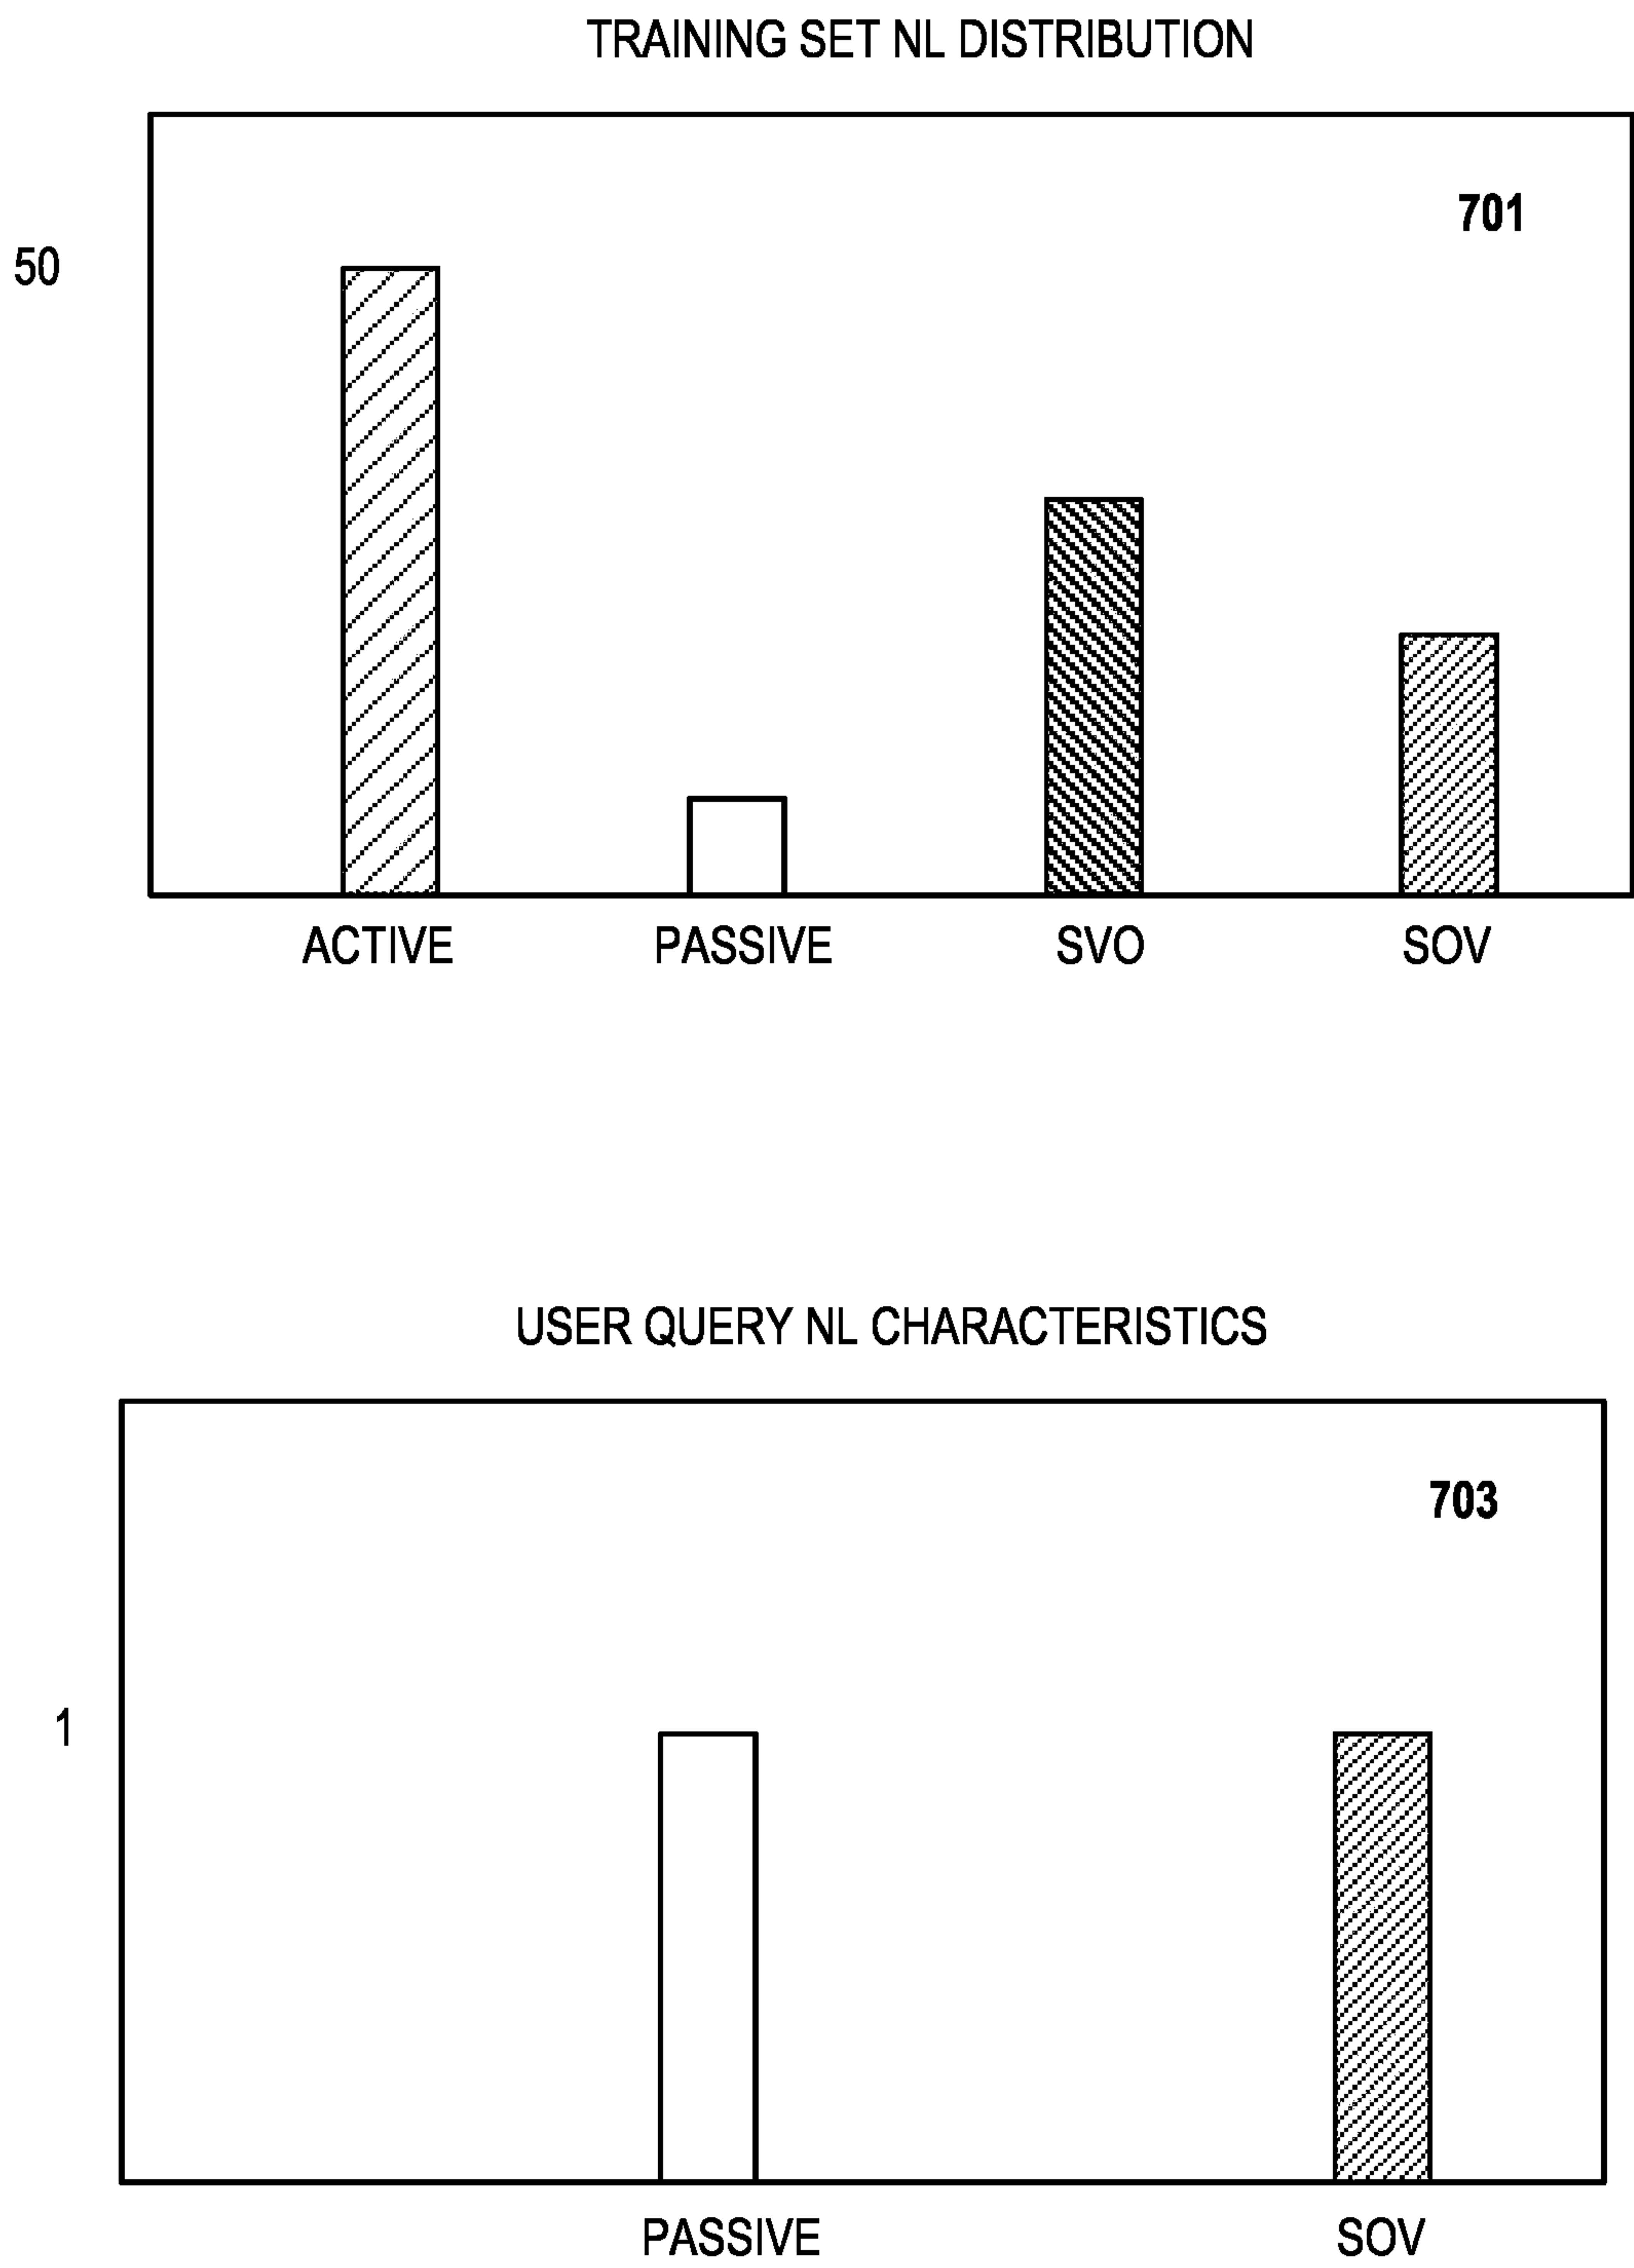 TRAINING SET NL DISTRIBUTION
701
50
ACTIVE PASSIVE SVO SOV
USER QUERY NL CHARACTERISTICS
703
1
PASSIVE SOV